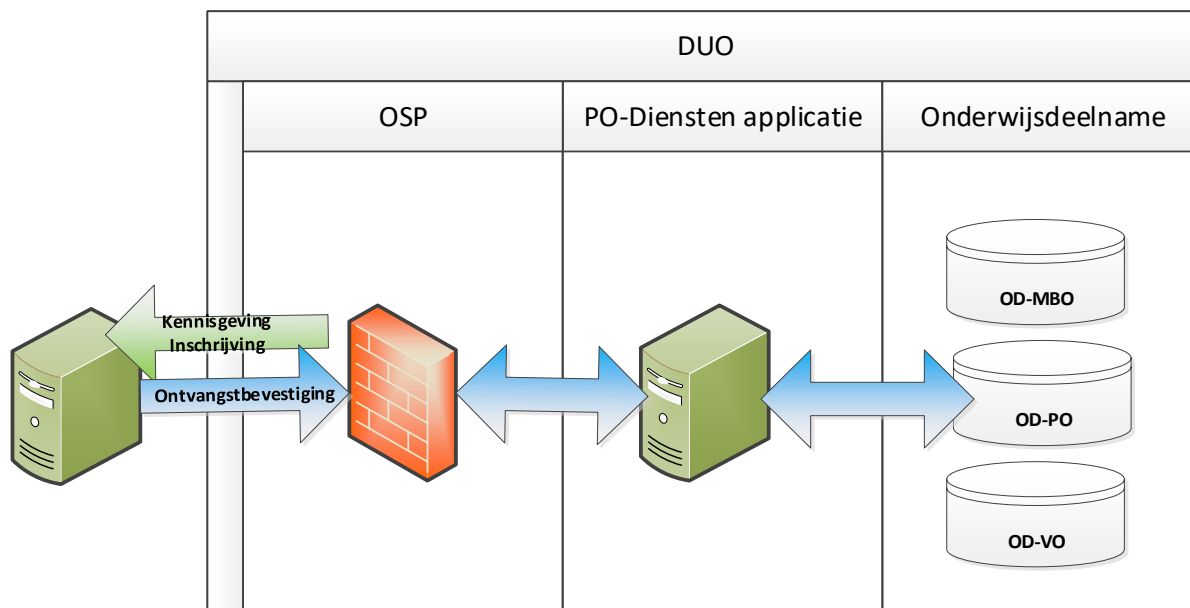 DUO
OSP
PO-Diensten applicatie
Onderwijsdeelname
OD-MBO
Kennisgeving
Inschrijving
Ontvangstbevestiging
OD-PO
OD-VO